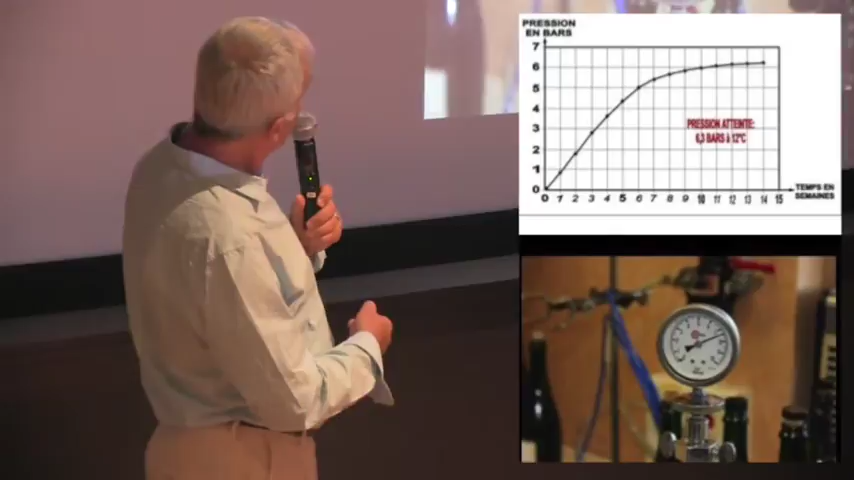 PRESSION
EN BARS
7
6
5
4
3
2
1
0
0 1 2 3 4 5 6 7 8 9 10 11 12 13 14 15
TEMPS EN
SEMAINES
PRESSION ATTEINTE:
6,3 BARS à 12°C